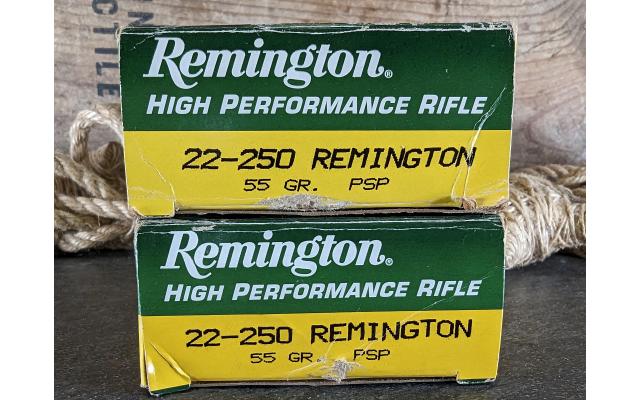 Remington®
HIGH PERFORMANCE RIFLE
22-250 REMINGTON
55 GR. PSP
Remington®
HIGH PERFORMANCE RIFLE
22-250 REMINGTON
55 GR. PSP